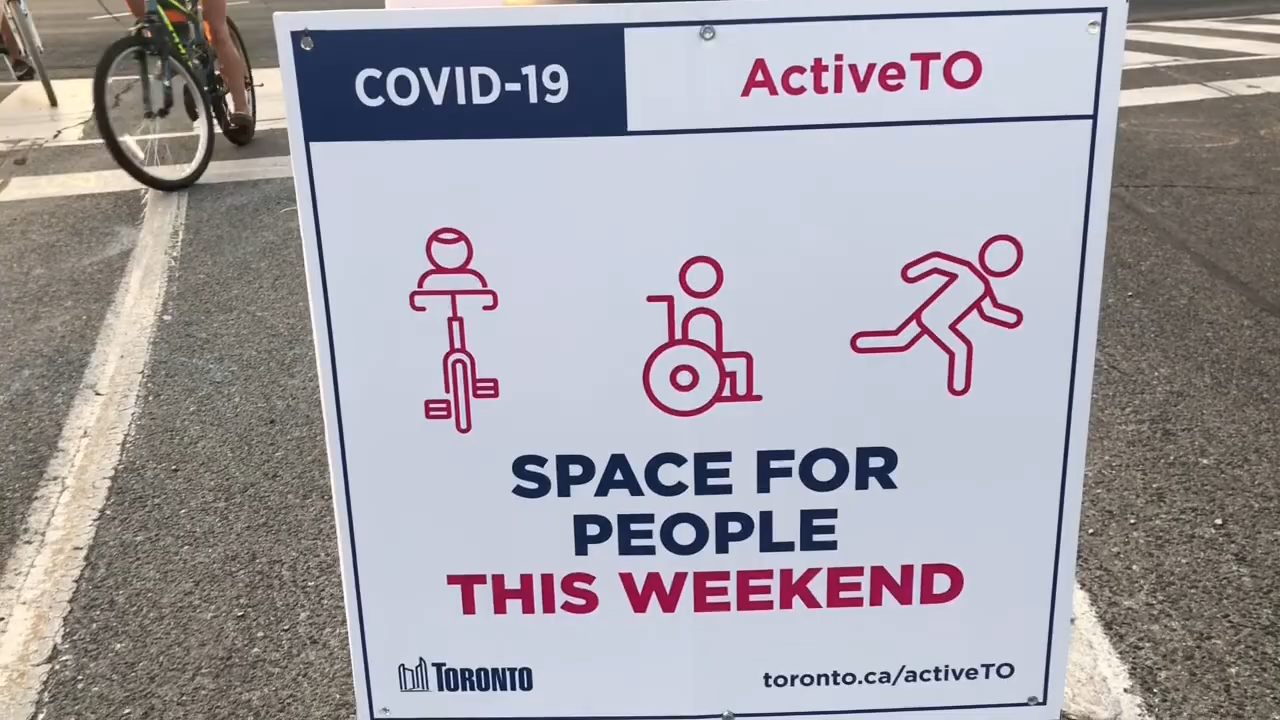 COVID-19
ActiveTO
SPACE FOR
PEOPLE
THIS WEEKEND
TORONTO
toronto.ca/activeTO